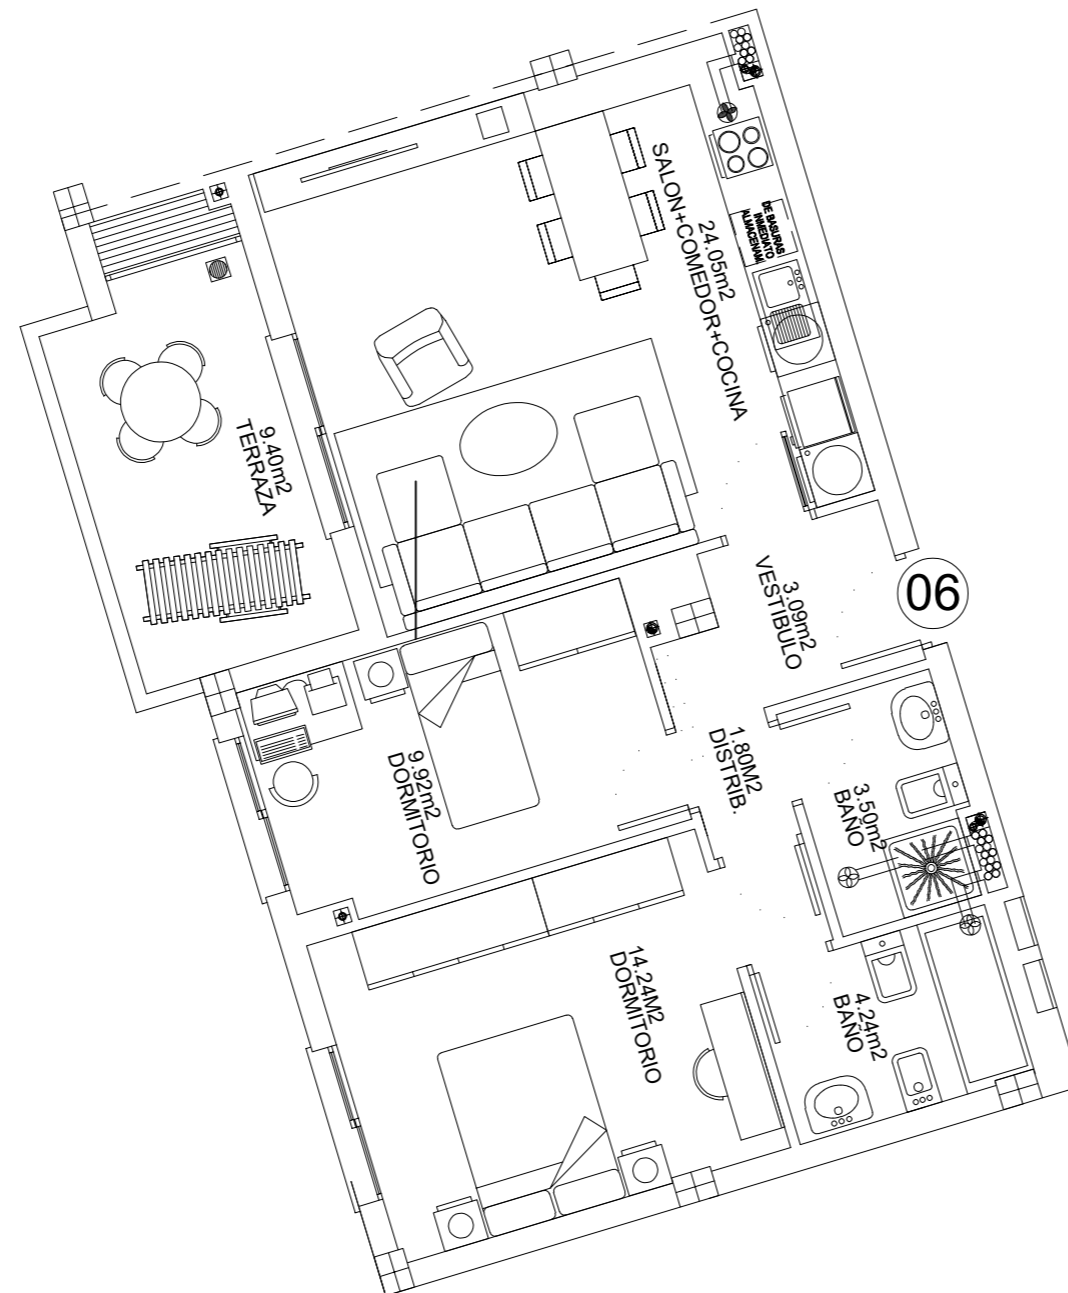 DE BASURAS
INMEDIATO
ALMACENAM
24.05m2
SALON+COMEDOR+COCINA
9.40m2
TERRAZA
3.09m2
VESTIBULO
06
1.80M2
DISTRIB.
9.92m2
DORMITORIO
3.50m2
BAÑO
14.24M2
DORMITORIO
4.24m2
BAÑO